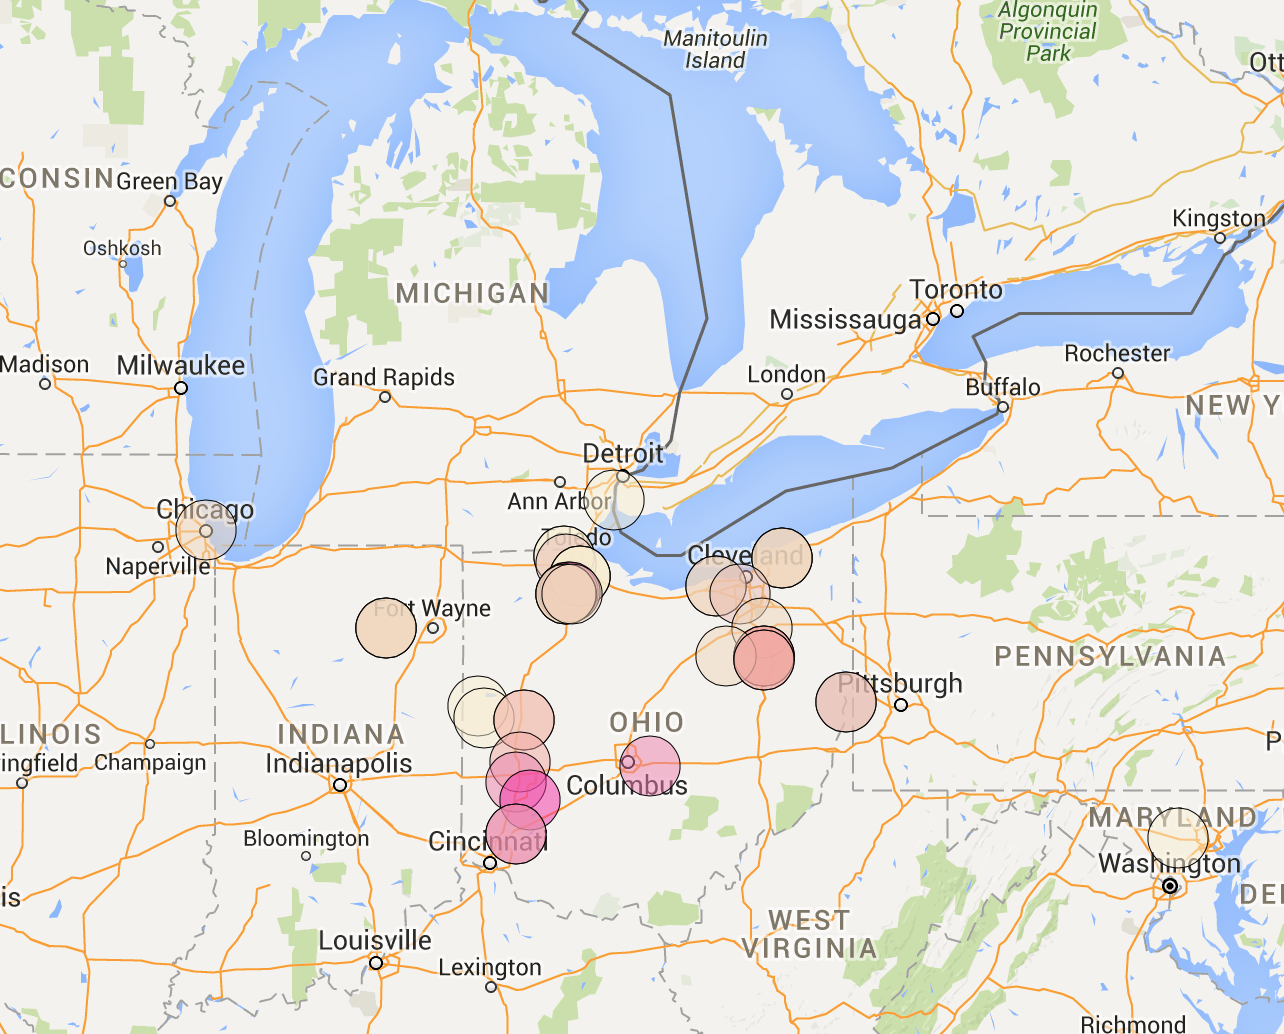 Algonquin
Provincial
Park
Manitoulin
Island
Ott
CONSIN
Green Bay
Kingston
Oshkosh
MICHIGAN
Toronto
Mississauga
Madison
Milwaukee
Rochester
Grand Rapids
London
Buffalo
NEW Y
Detroit
Ann Arbor
Chicago
Toledo
Cleveland
Naperville
Fort Wayne
PENNSYLVANIA
Pittsburgh
OHIO
LINOIS
INDIANA
P
ingfield
Champaign
Indianapolis
Columbus
MARYLAND
Bloomington
Cincinnati
Washington
is
DEL
WEST
VIRGINIA
Louisville
Lexington
Richmond